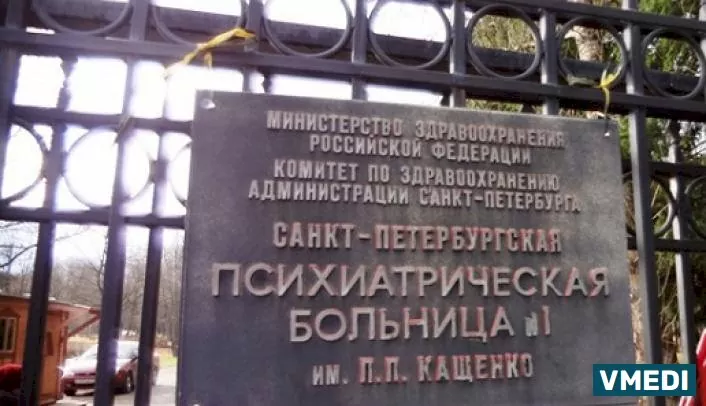 МИНИСТЕРСТВО ЗДРАВООХРАНЕНИЯ
РОССИЙСКОЙ ФЕДЕРАЦИИ
КОМИТЕТ ПО ЗДРАВООХРАНЕНИЮ
АДМИНИСТРАЦИИ САНКТ-ПЕТЕРБУРГА
САНКТ-ПЕТЕРБУРГСКАЯ
ПСИХИАТРИЧЕСКАЯ
БОЛЬНИЦА №1
ИМ. П.П. КАЩЕНКО
VMEDI